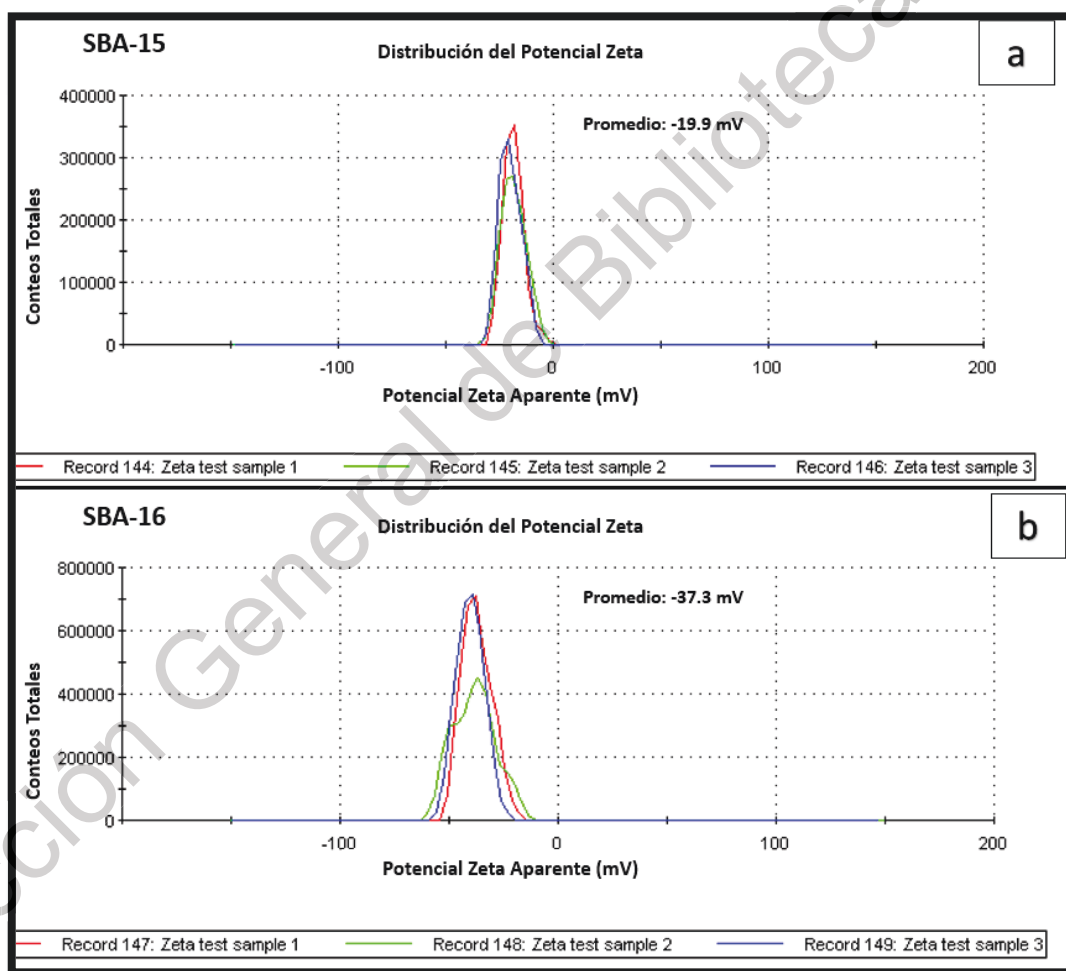 SBA-15
Distribución del Potencial Zeta
a
400000
Promedio: -19.9 mV
300000
200000
100000
0
Conteos Totales
-100
0
100
200
Potencial Zeta Aparente (mV)
Record 144: Zeta test sample 1
Record 145: Zeta test sample 2
Record 146: Zeta test sample 3
SBA-16
Distribución del Potencial Zeta
b
800000
Promedio: -37.3 mV
600000
400000
200000
0
Conteos Totales
-100
0
100
200
Potencial Zeta Aparente (mV)
Record 147: Zeta test sample 1
Record 148: Zeta test sample 2
Record 149: Zeta test sample 3
General de